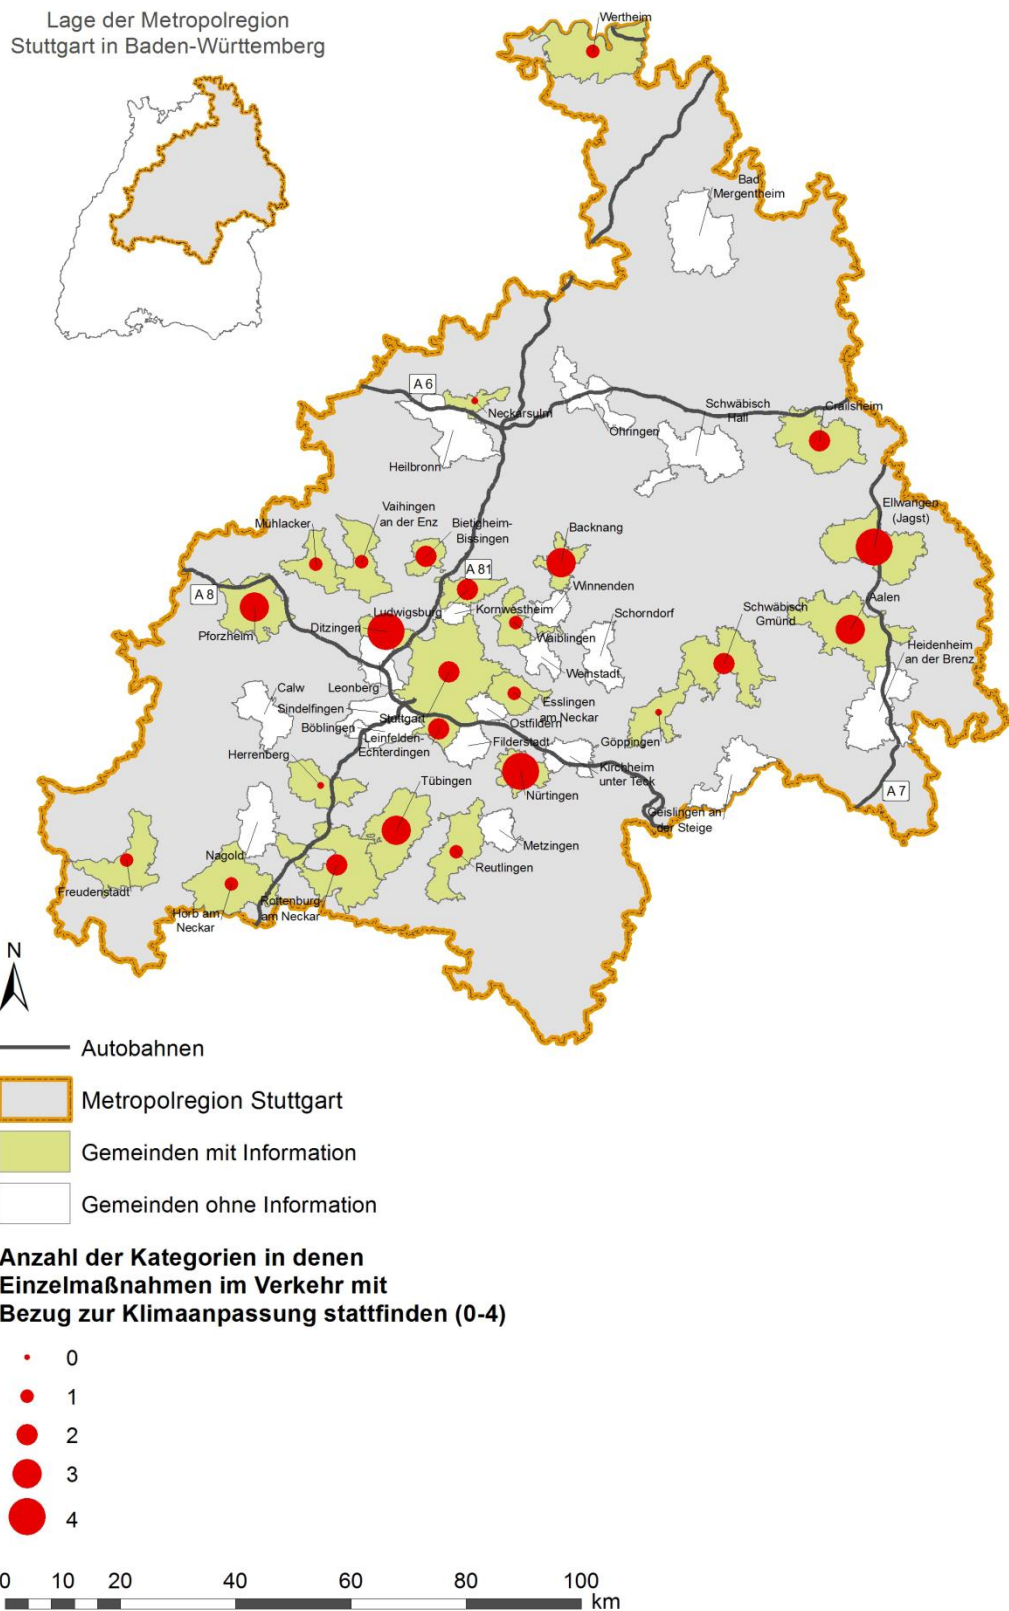 Lage der Metropolregion
Stuttgart in Baden-Württemberg
Wertheim
Bad
Mergentheim
A 6
Neckarsulm
Heilbronn
Öhringen
Schwäbisch
Hall
Crailsheim
Ellwangen
(Jagst)
Mühlacker
Vaihingen
an der Enz
Bietigheim-
Bissingen
Backnang
A 81
Winnenden
A 8
Pforzheim
Ditzingen
Ludwigsburg
Kornwestheim
Waiblingen
Schorndorf
Schwäbisch
Gmünd
Aalen
Heidenheim
an der Brenz
Weinstadt
Calw
Leonberg
Sindelfingen
Böblingen
Stuttgart
Leinfelden-
Echterdingen
Esslingen
am Neckar
Ostfildern
Filderstadt
Göppingen
Kirchheim
unter Teck
Herrenberg
Tübingen
Nürtingen
Geislingen an
der Steige
A 7
Nagold
Metzingen
Reutlingen
Freudenstadt
Horb am
Neckar
Rottenburg
am Neckar
N
Autobahnen
Metropolregion Stuttgart
Gemeinden mit Information
Gemeinden ohne Information
Anzahl der Kategorien in denen
Einzelmaßnahmen im Verkehr mit
Bezug zur Klimaanpassung stattfinden (0-4)
0
1
2
3
4
0 10 20 40 60 80 100
km